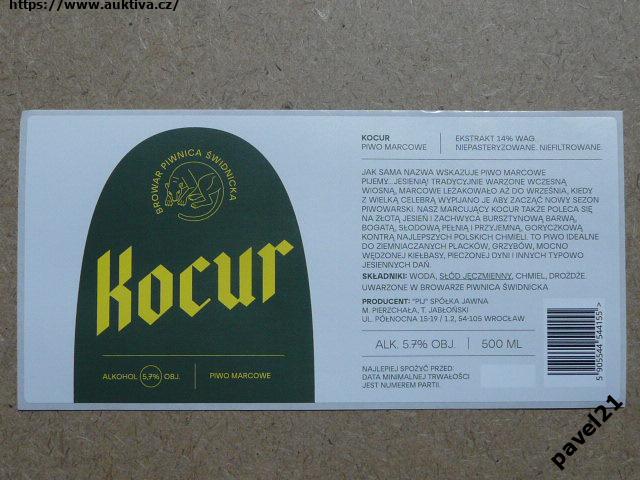 https://www.auktiva.cz/
BROWAR PIWNICA ŚWIDNICKA
Kocur
ALKOHOL 5,7% OBJ.
PIWO MARCOWE
KOCUR
PIWO MARCOWE
EKSTRAKT 14% WAG.
NIEPASTERYZOWANE. NIEFILTROWANE.
JAK SAMA NAZWA WSKAZUJE PIWO MARCOWE
PIJEMY...JESIENIĄ! TRADYCYJNIE WARZONE WCZESNĄ
WIOSNĄ, MARCOWE LEŻAKOWAŁO AŻ DO WRZEŚNIA, KIEDY
Z WIELKĄ CELEBRĄ WYPIJANO JE ABY ZACZĄĆ NOWY SEZON
PIWOWARSKI. NASZ MARCUJĄCY KOCUR TAKŻE POLECA SIĘ
NA ZŁOTĄ JESIEŃ I ZACHWYCA BURSZTYNOWĄ BARWĄ,
BOGATĄ, SŁODOWĄ PEŁNIĄ I PRZYJEMNĄ, GORYCZKOWĄ
KONTRĄ NAJLEPSZYCH POLSKICH CHMIELI. TO PIWO IDEALNE
DO ZIEMNIACZANYCH PLACKÓW, GRZYBÓW, MOCNO
WĘDZONEJ KIEŁBASY, PIECZONEJ DYNI I INNYCH TYPOWO
JESIENNYCH DAŃ.
SKŁADNIKI: WODA, SŁÓD JĘCZMIENNY, CHMIEL, DROŻDŻE.
UWARZONE W BROWARZE PIWNICA ŚWIDNICKA
PRODUCENT: "PIJ" SPÓŁKA JAWNA
M. PIERZCHAŁA, T. JABŁOŃSKI
UL. PÓŁNOCNA 15-19 / 1.2, 54-105 WROCŁAW
ALK. 5.7% OBJ.
500 ML
NAJLEPIEJ SPOŻYĆ PRZED:
DATA MINIMALNEJ TRWAŁOŚCI
JEST NUMEREM PARTII.
5 905544 544155">
pavel21